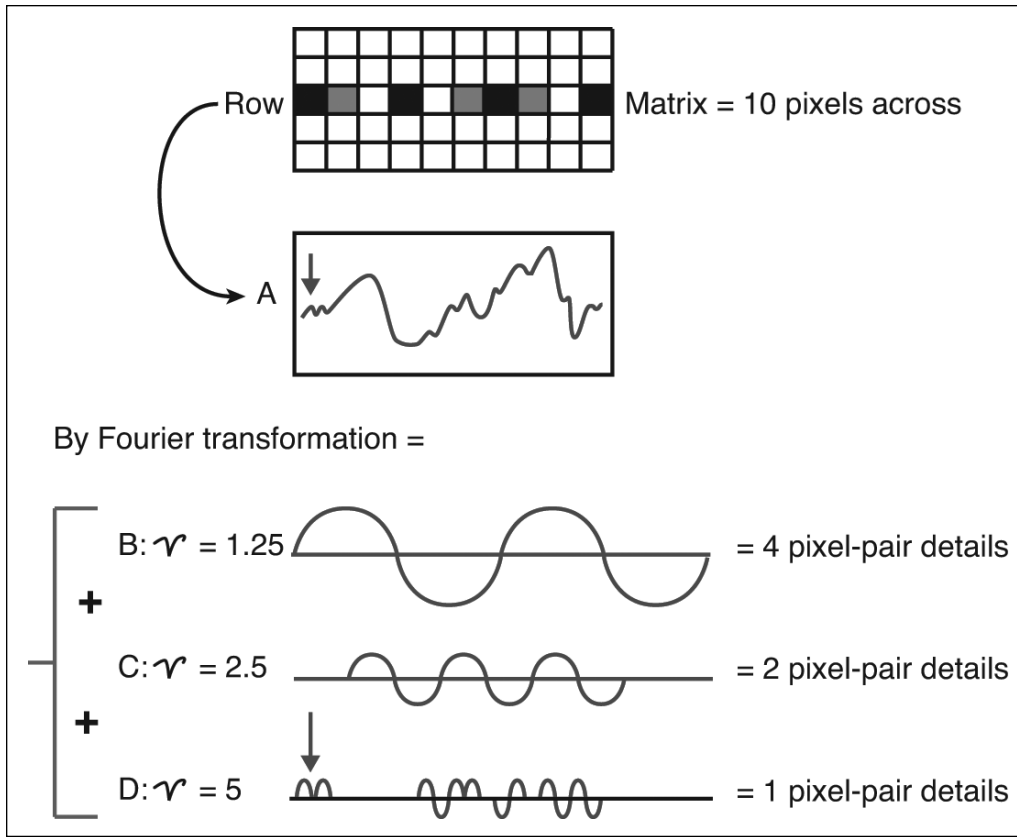 Row
Matrix = 10 pixels across
A
By Fourier transformation =
B: 𝒱 = 1.25
= 4 pixel-pair details
+
C: 𝒱 = 2.5
= 2 pixel-pair details
+
D: 𝒱 = 5
= 1 pixel-pair details